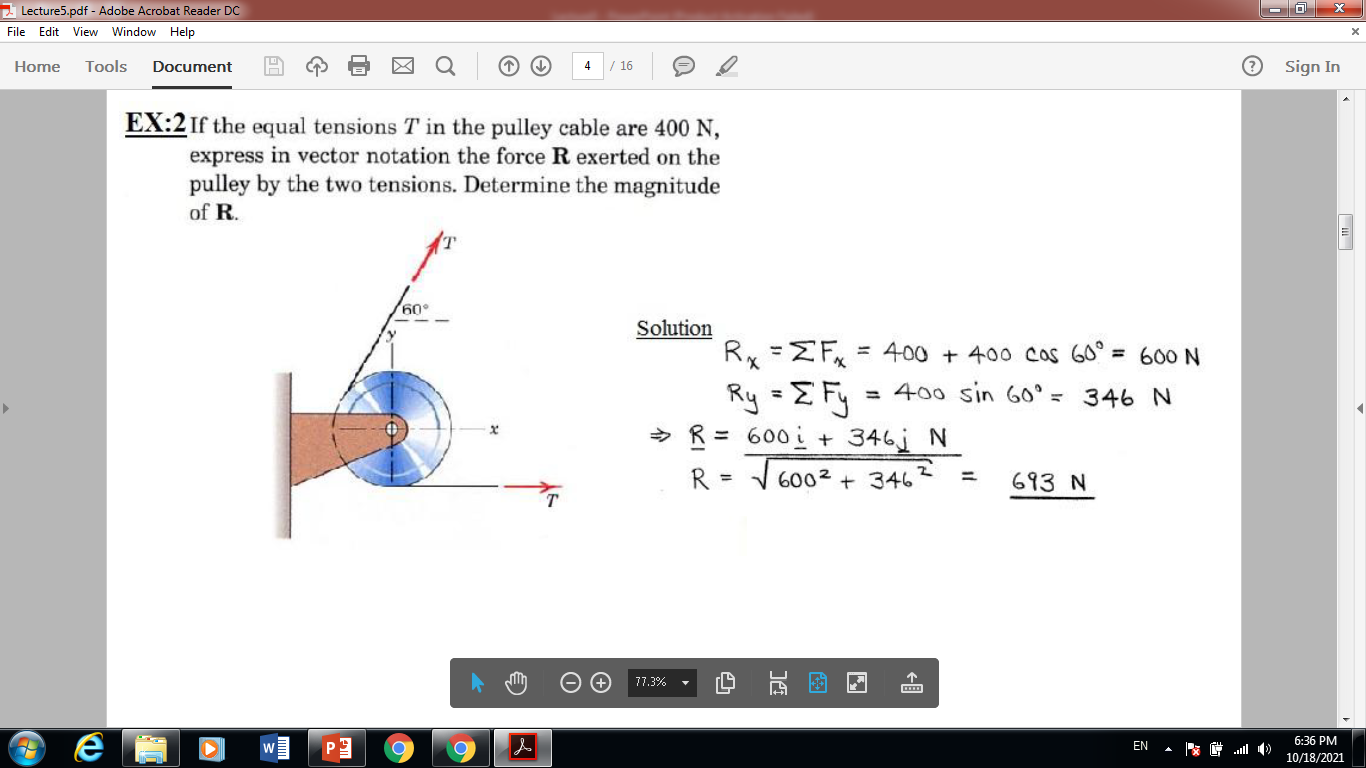 Lecture5.pdf - Adobe Acrobat Reader DC
File Edit View Window Help
Home Tools Document 4 / 16 Sign In
EX:2 If the equal tensions T in the pulley cable are 400 N,
express in vector notation the force R exerted on the
pulley by the two tensions. Determine the magnitude
of R.
T
60°
y
x
T
Solution
Rx = ΣFx = 400 + 400 cos 60° = 600 N
Ry = ΣFy = 400 sin 60° = 346 N
⇒ R = 600i + 346j N
R = √600² + 346² = 693 N
77.3%
EN
6:36 PM
10/18/2021